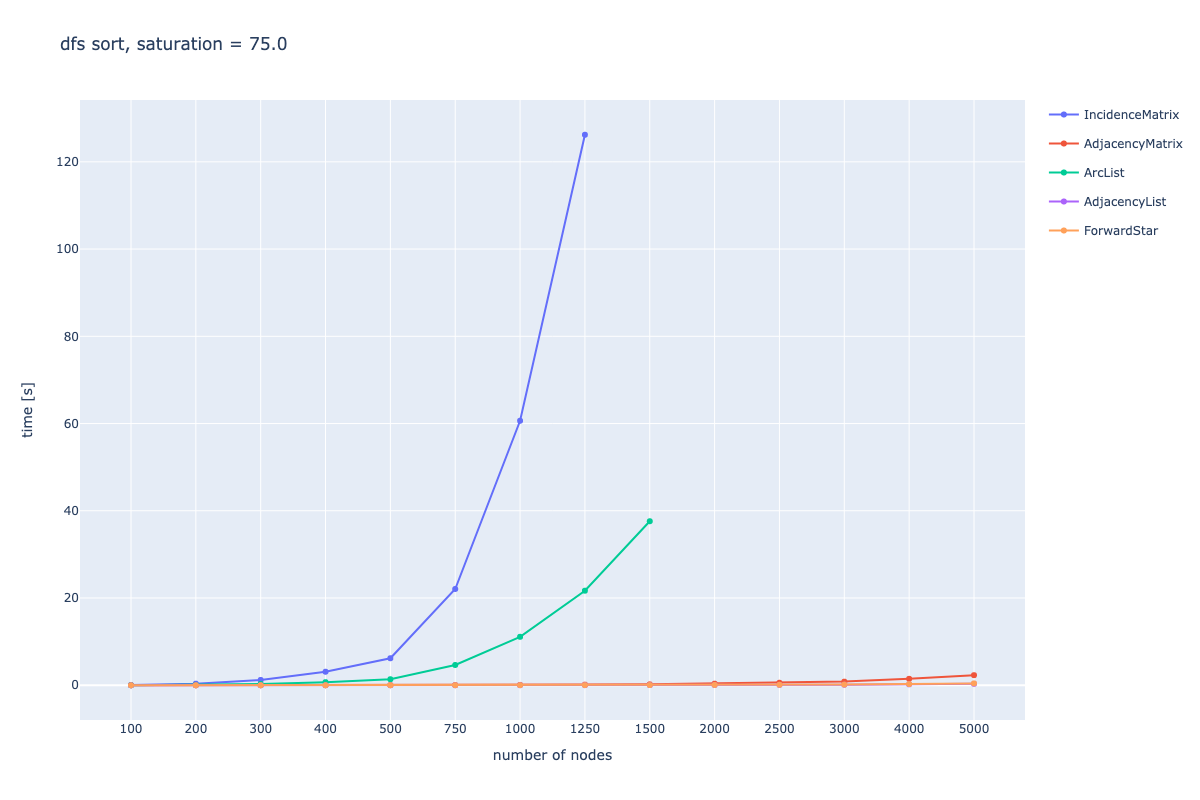 dfs sort, saturation = 75.0
IncidenceMatrix
AdjacencyMatrix
ArcList
AdjacencyList
ForwardStar
120
100
80
60
40
20
0
time [s]
100 200 300 400 500 750 1000 1250 1500 2000 2500 3000 4000 5000
number of nodes